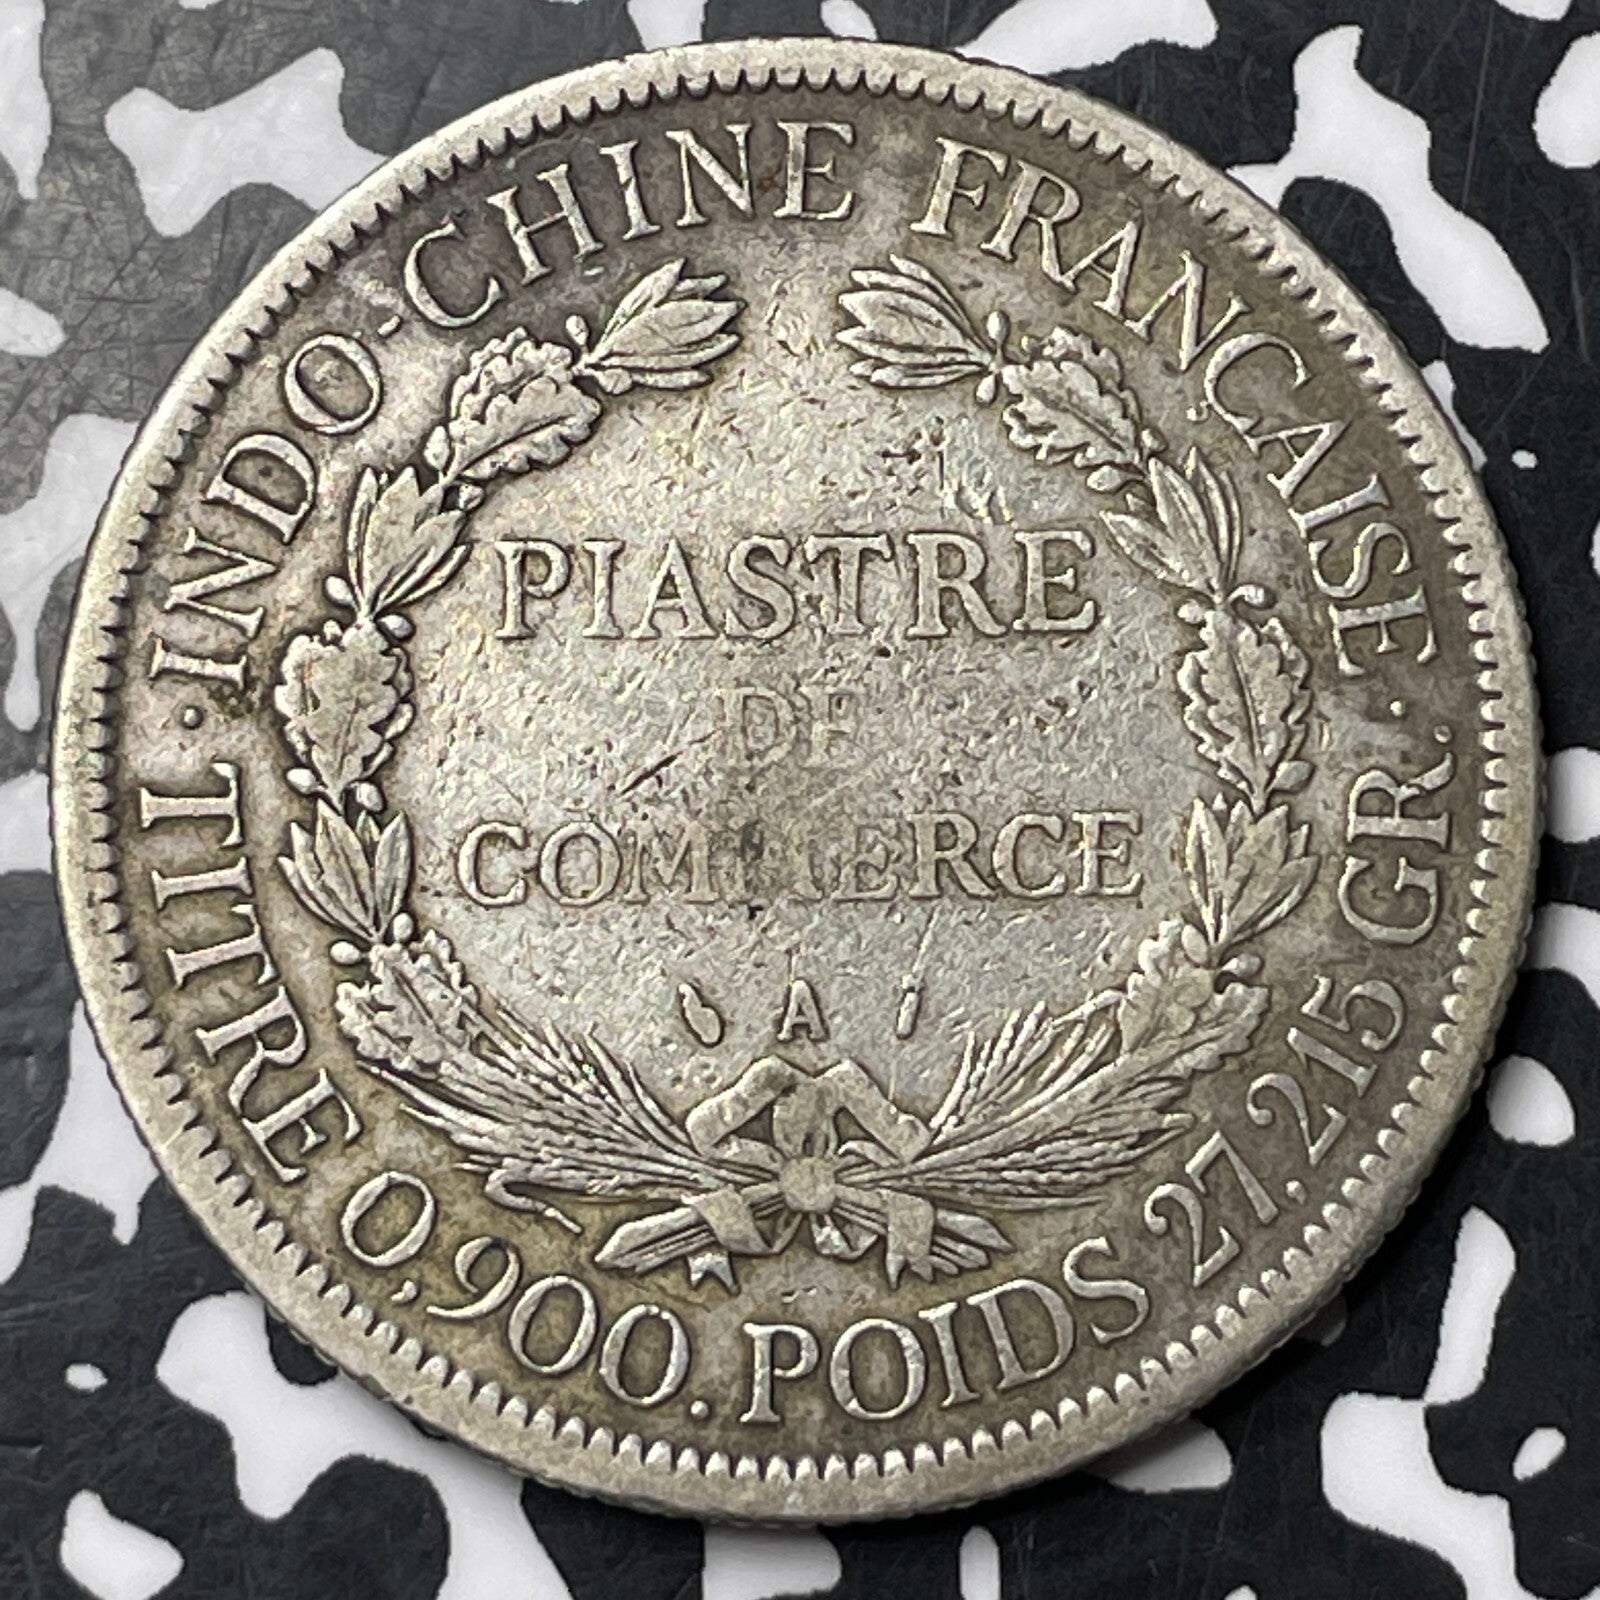 INDO-CHINE FRANÇAISE · TITRE 0,900. POIDS 27,215 GR. ·
PIASTRE
DE
COMMERCE
A